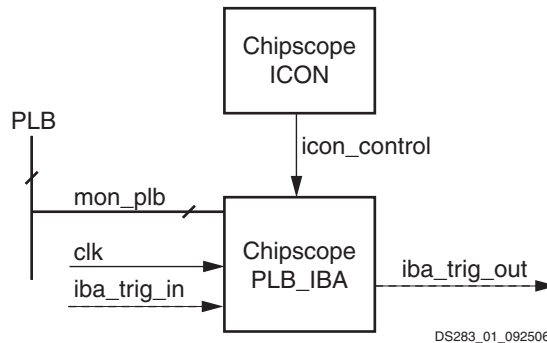 Chipscope
ICON
PLB
icon_control
mon_plb
Chipscope
PLB_IBA
clk
iba_trig_in
iba_trig_out
DS283_01_092506